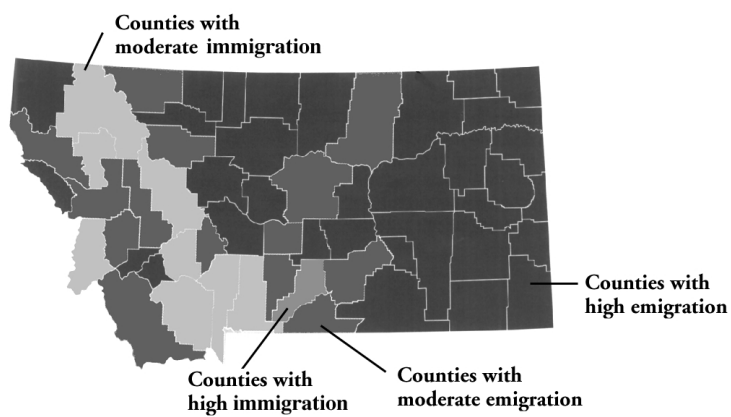 Counties with
moderate immigration
Counties with
high emigration
Counties with
high immigration
Counties with
moderate emigration